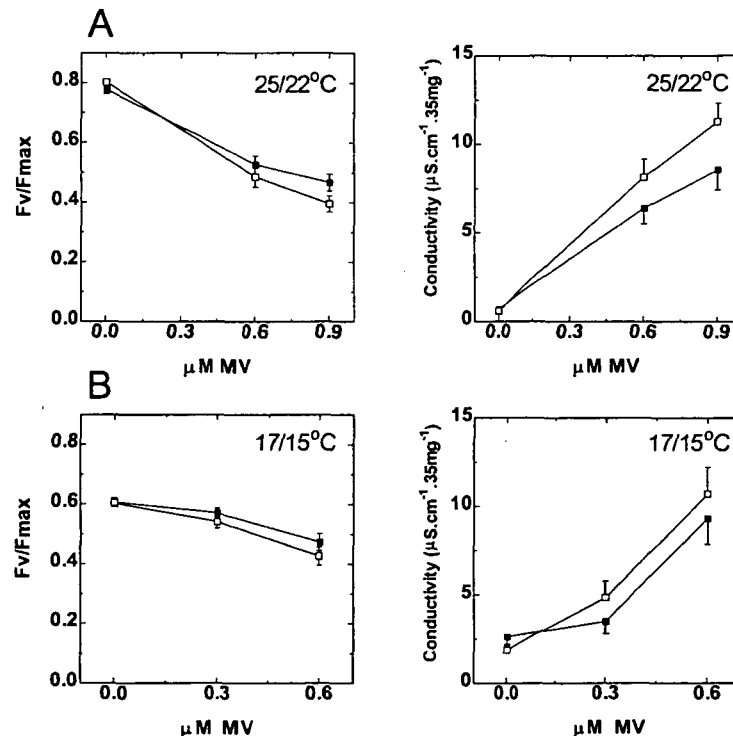 A
Fv/Fmax
0.8
0.6
0.4
0.2
0.0
25/22°C
0.0 0.3 0.6 0.9
μM MV
Conductivity (μS.cm⁻¹.35mg⁻¹)
15
10
5
0
25/22°C
0.0 0.3 0.6 0.9
μM MV
B
Fv/Fmax
0.8
0.6
0.4
0.2
0.0
17/15°C
0.0 0.3 0.6
μM MV
Conductivity (μS.cm⁻¹.35mg⁻¹)
15
10
5
0
17/15°C
0.0 0.3 0.6
μM MV